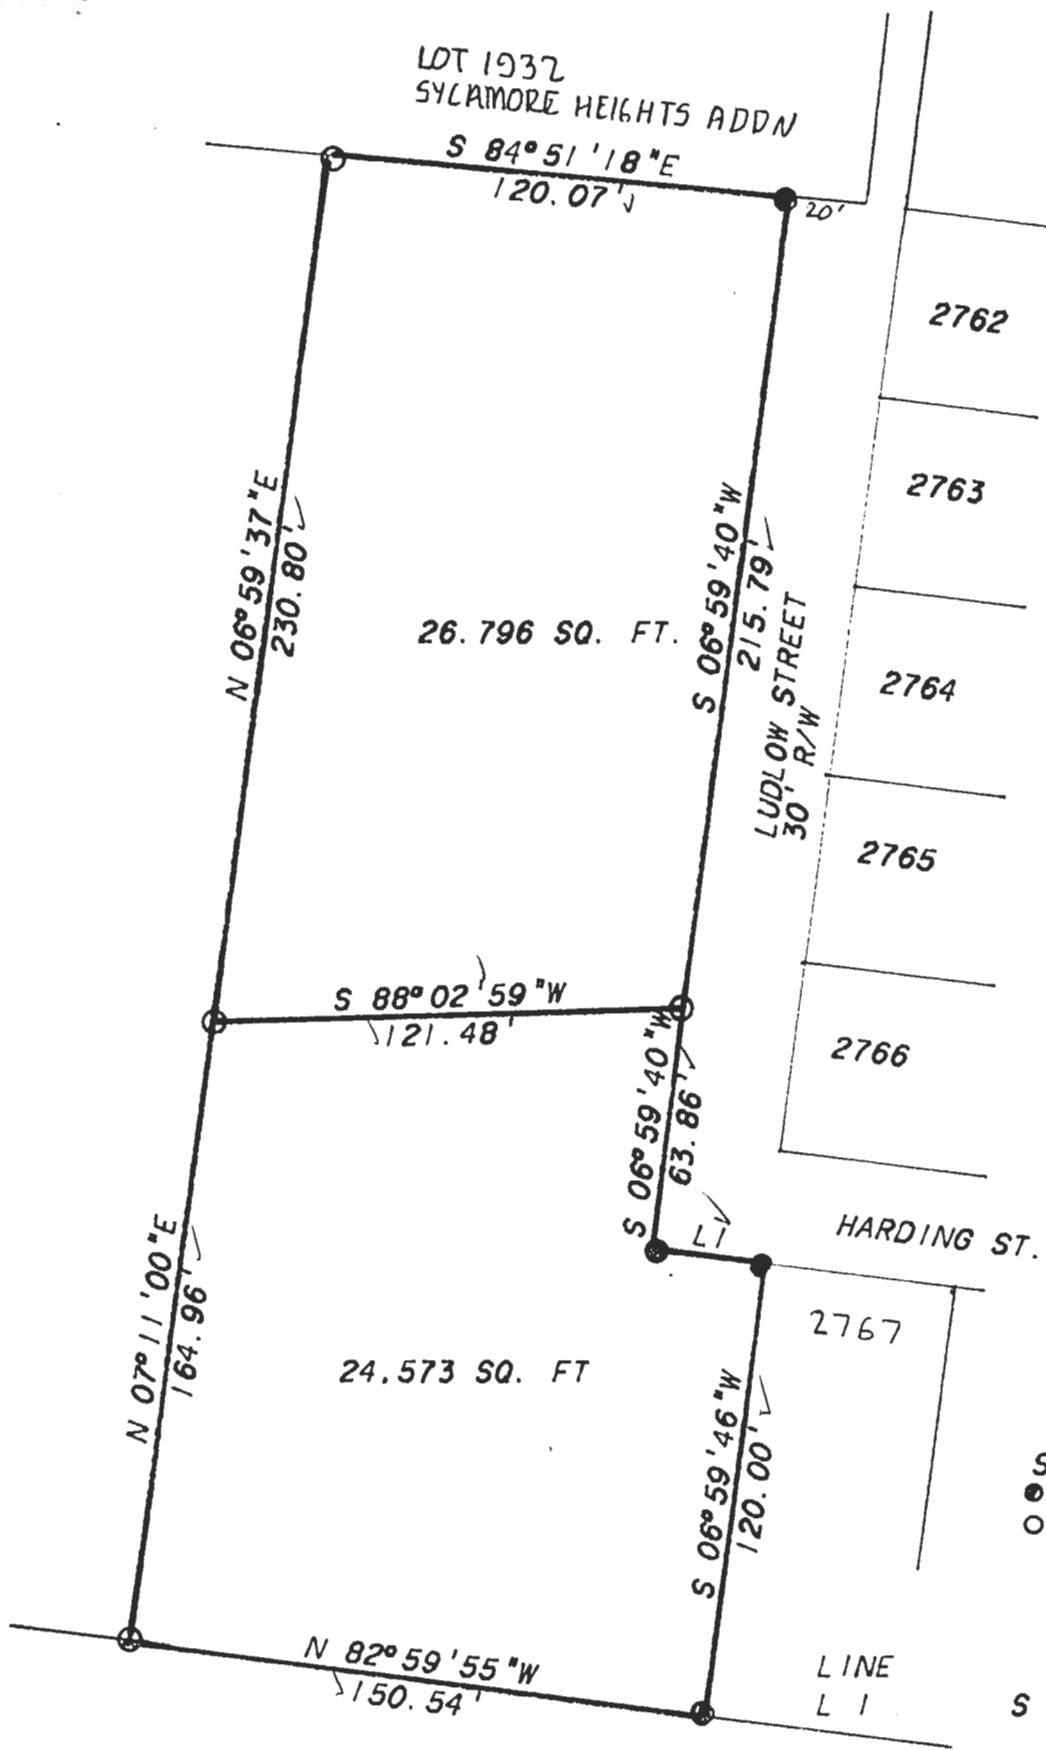 LOT 1932
SYCAMORE HEIGHTS ADDN
S 84°51'18"E
120.07'
20'
2762
2763
N 06°59'37"E
230.80'
S 06°59'40"W
215.79'
26.796 SQ. FT.
LUDLOW STREET
30' R/W
2764
2765
2766
S 88°02'59"W
121.48'
S 06°59'40"W
63.86'
L1
HARDING ST.
2767
N 07°11'00"E
164.96'
24.573 SQ. FT
S 06°59'46"W
120.00'
S
N 82°59'55"W
150.54'
LINE
L 1
S